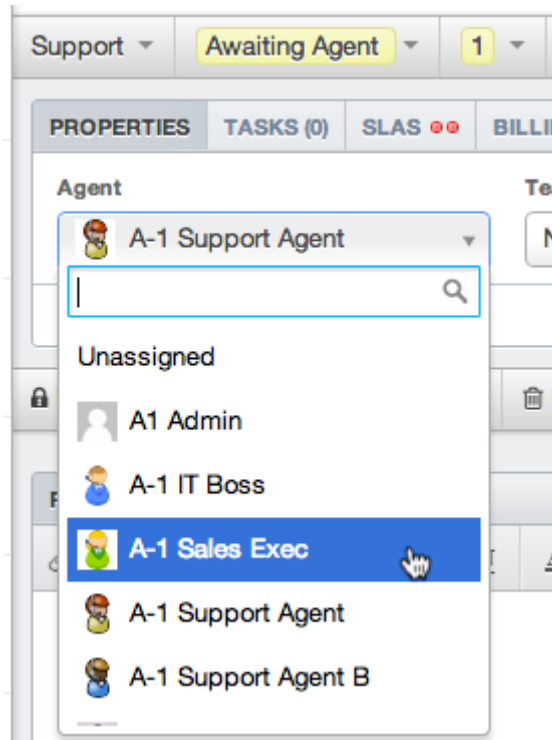 Support Awaiting Agent 1
PROPERTIES TASKS (0) SLAS
Agent
A-1 Support Agent
Unassigned
A1 Admin
A-1 IT Boss
A-1 Sales Exec
A-1 Support Agent
A-1 Support Agent B